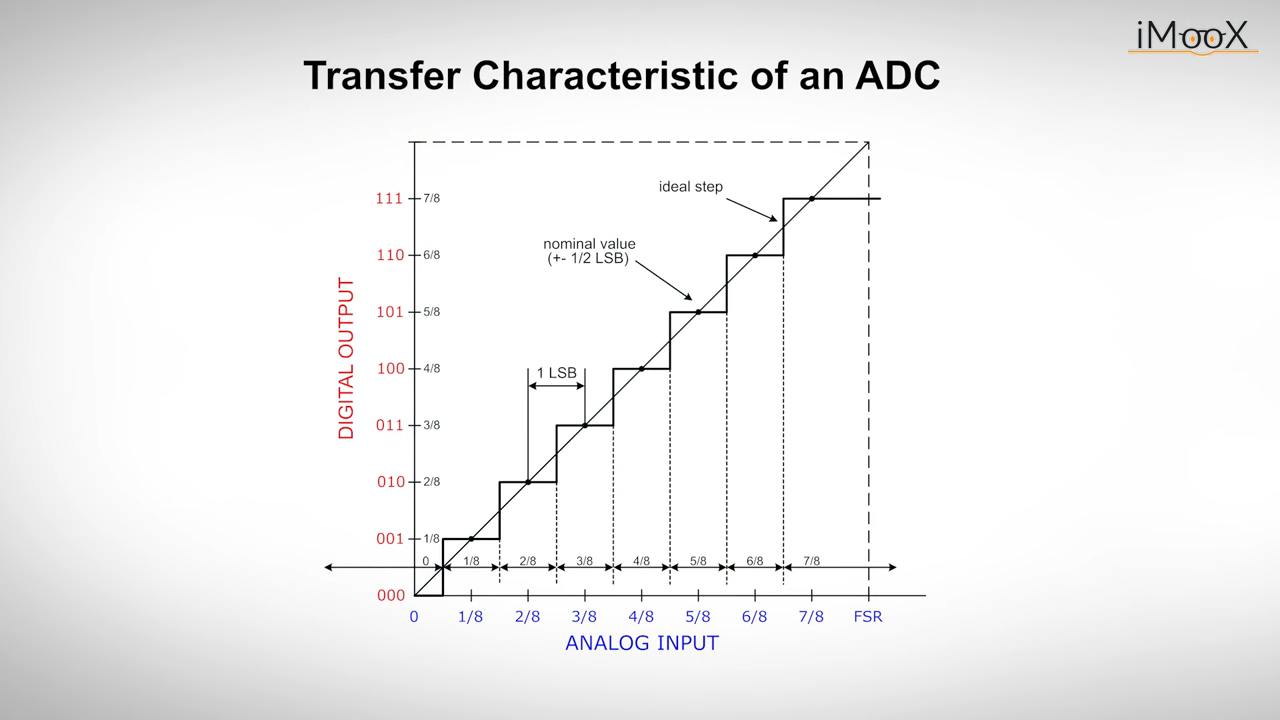 iMooX
Transfer Characteristic of an ADC
ideal step
111 7/8
nominal value
(+- 1/2 LSB)
110 6/8
101 5/8
100 4/8
1 LSB
011 3/8
010 2/8
001 1/8
0 1/8 2/8 3/8 4/8 5/8 6/8 7/8
000
0 1/8 2/8 3/8 4/8 5/8 6/8 7/8 FSR
DIGITAL OUTPUT
ANALOG INPUT